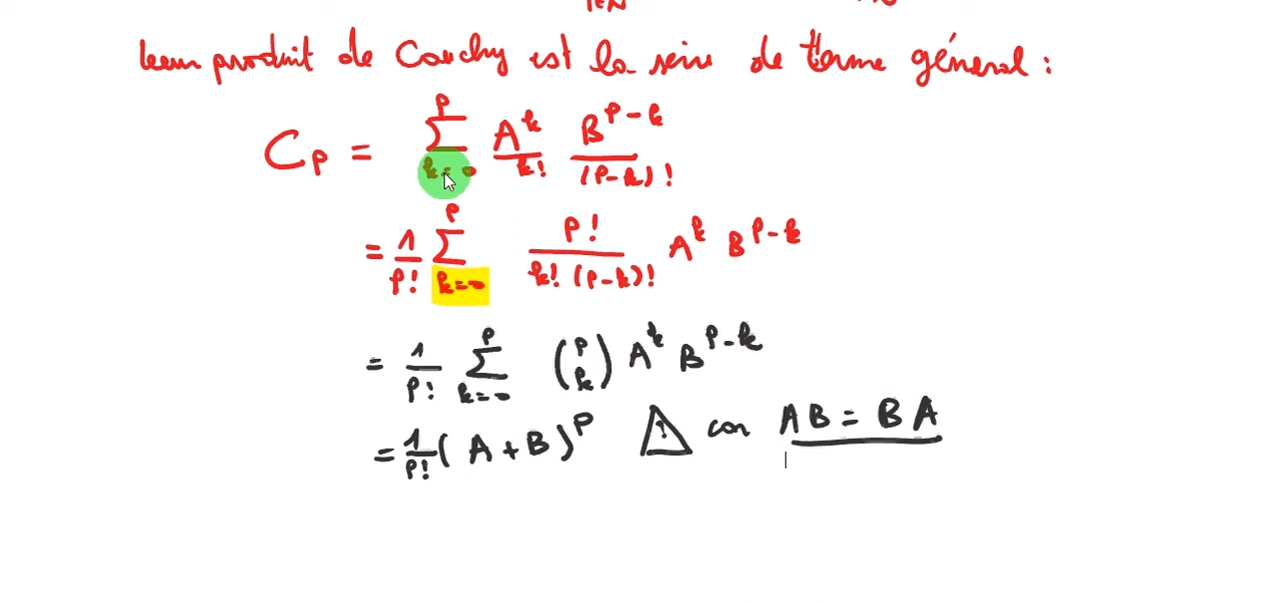 leur produit de Cauchy est la série de terme général :
Cp = Σ_{k=0}^{p} A^k/k! B^{p-k}/(p-k)!
= 1/p! Σ_{k=0}^{p} p!/(k!(p-k)!) A^k B^{p-k}
= 1/p! Σ_{k=0}^{p} (p k) A^k B^{p-k}
= 1/p! (A+B)^p ⚠ car AB = BA